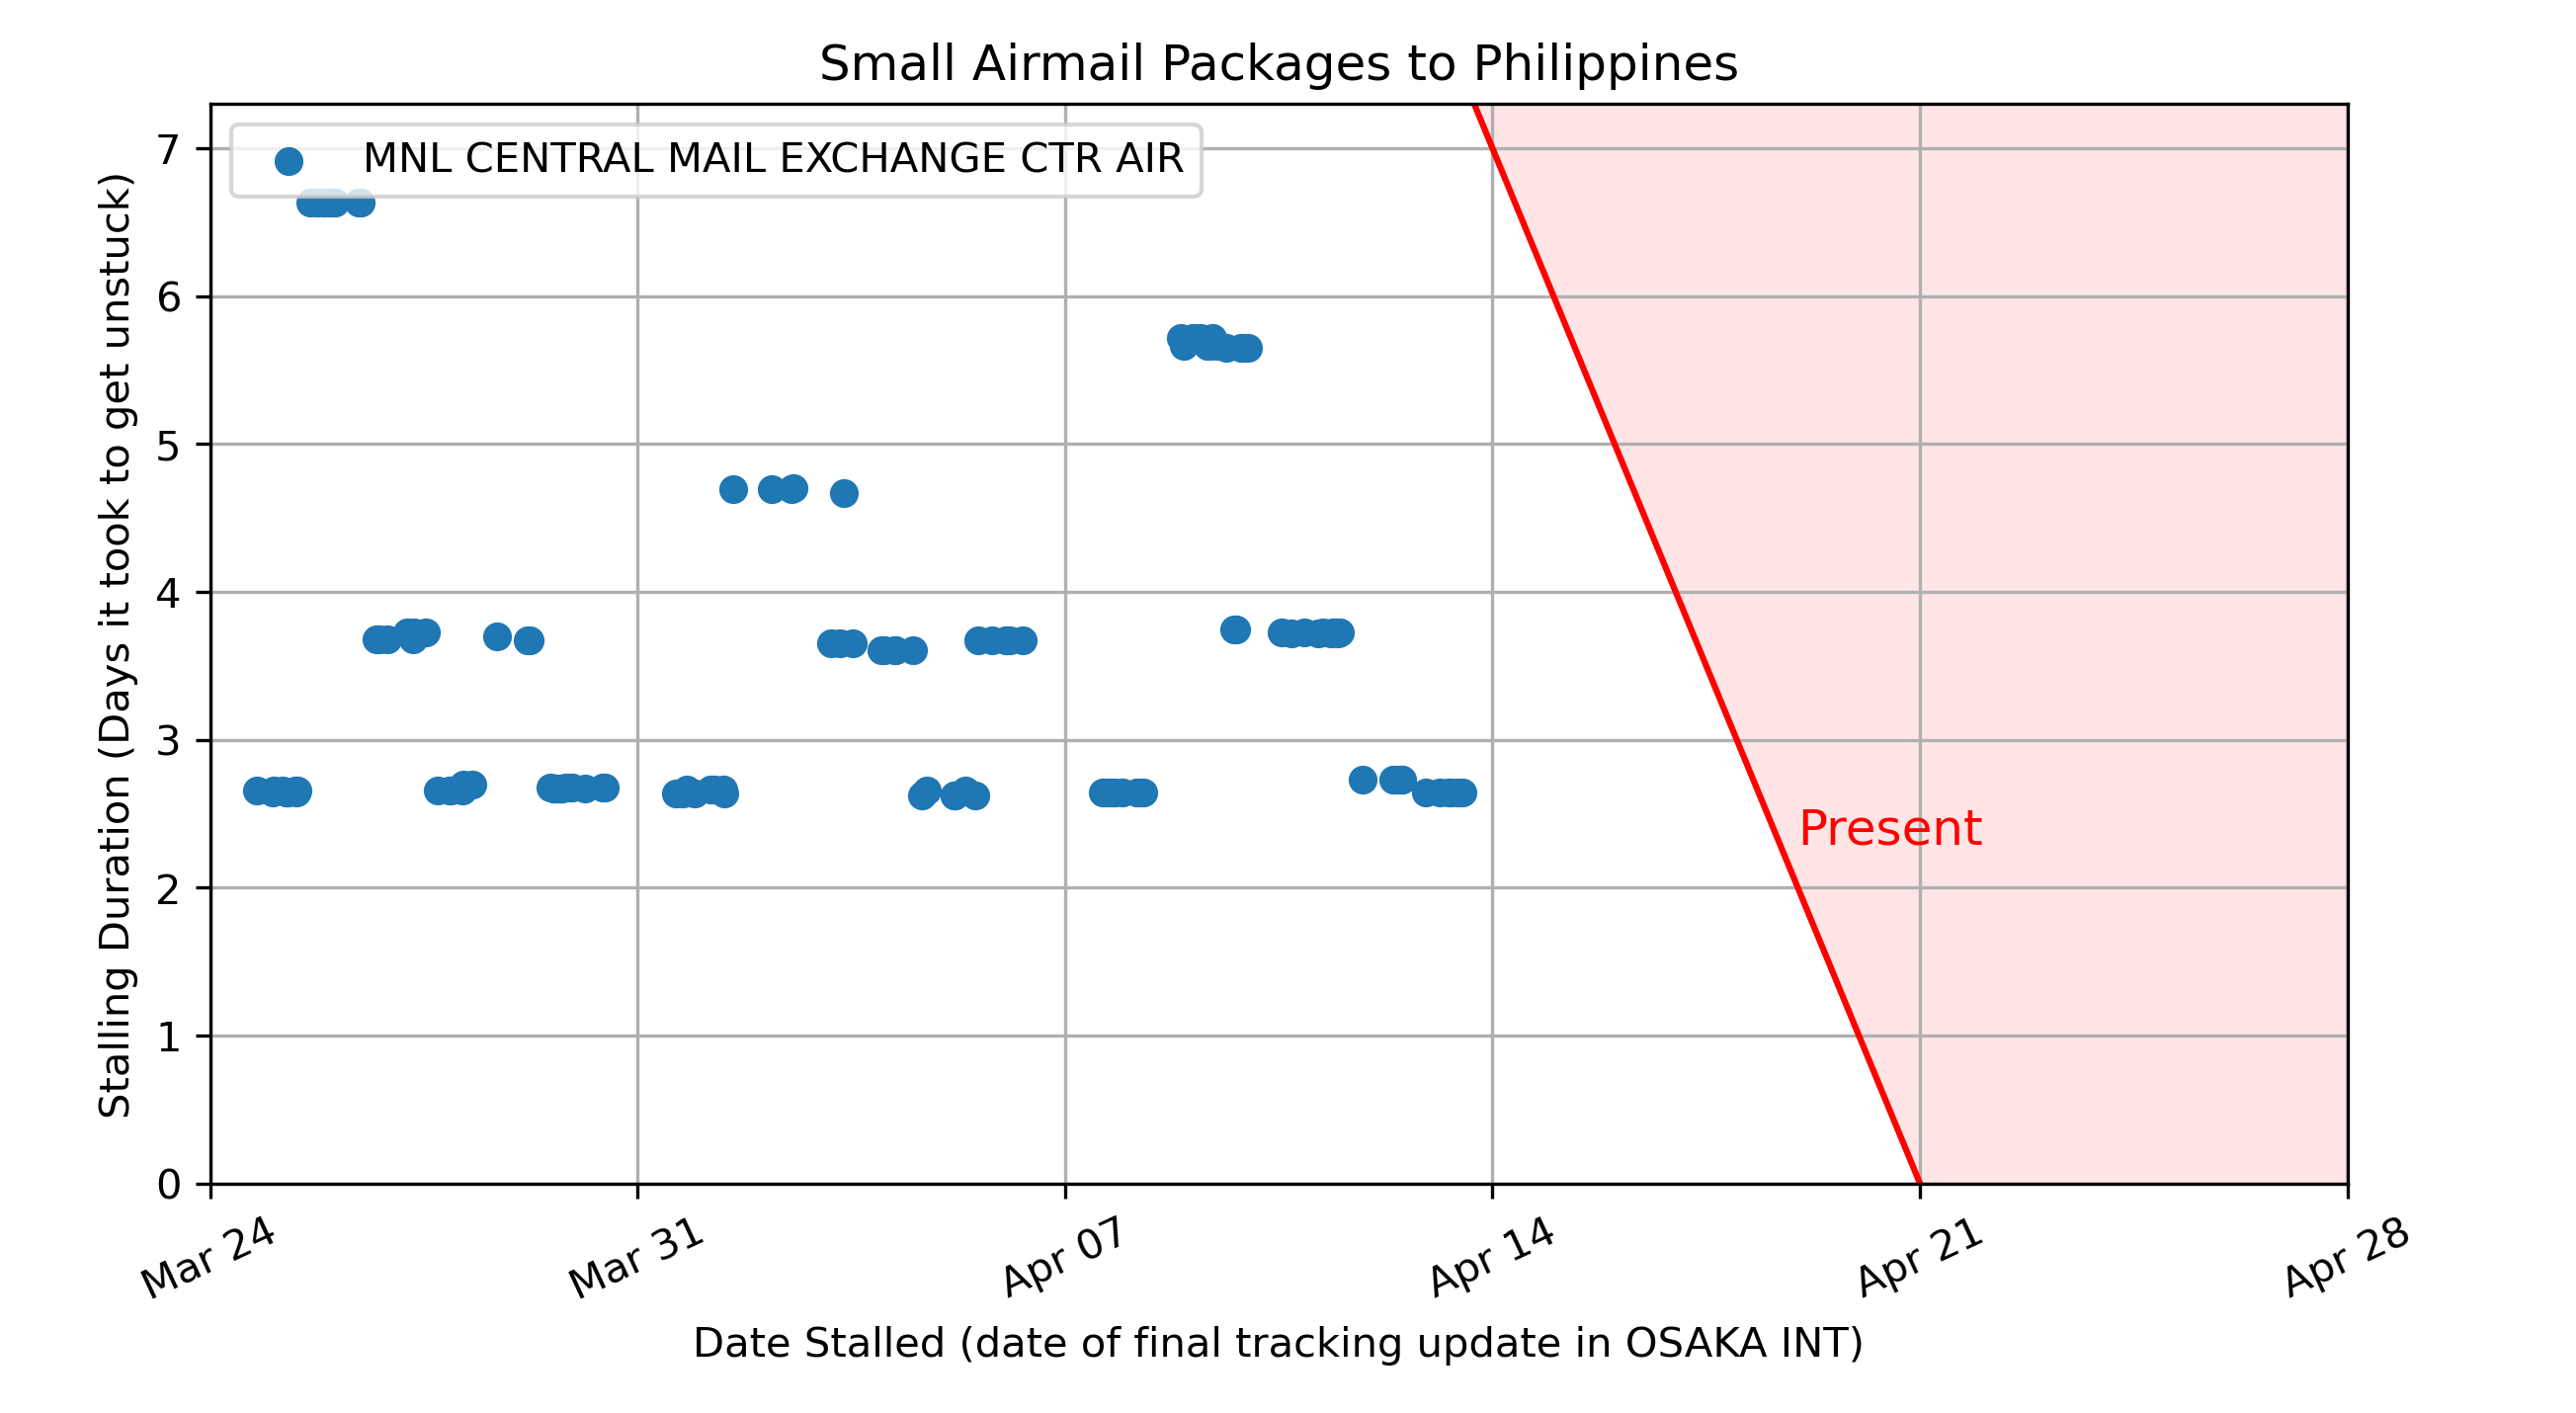 Small Airmail Packages to Philippines
MNL CENTRAL MAIL EXCHANGE CTR AIR
Stalling Duration (Days it took to get unstuck)
7
6
5
4
3
2
1
0
Present
Mar 24
Mar 31
Apr 07
Apr 14
Apr 21
Apr 28
Date Stalled (date of final tracking update in OSAKA INT)